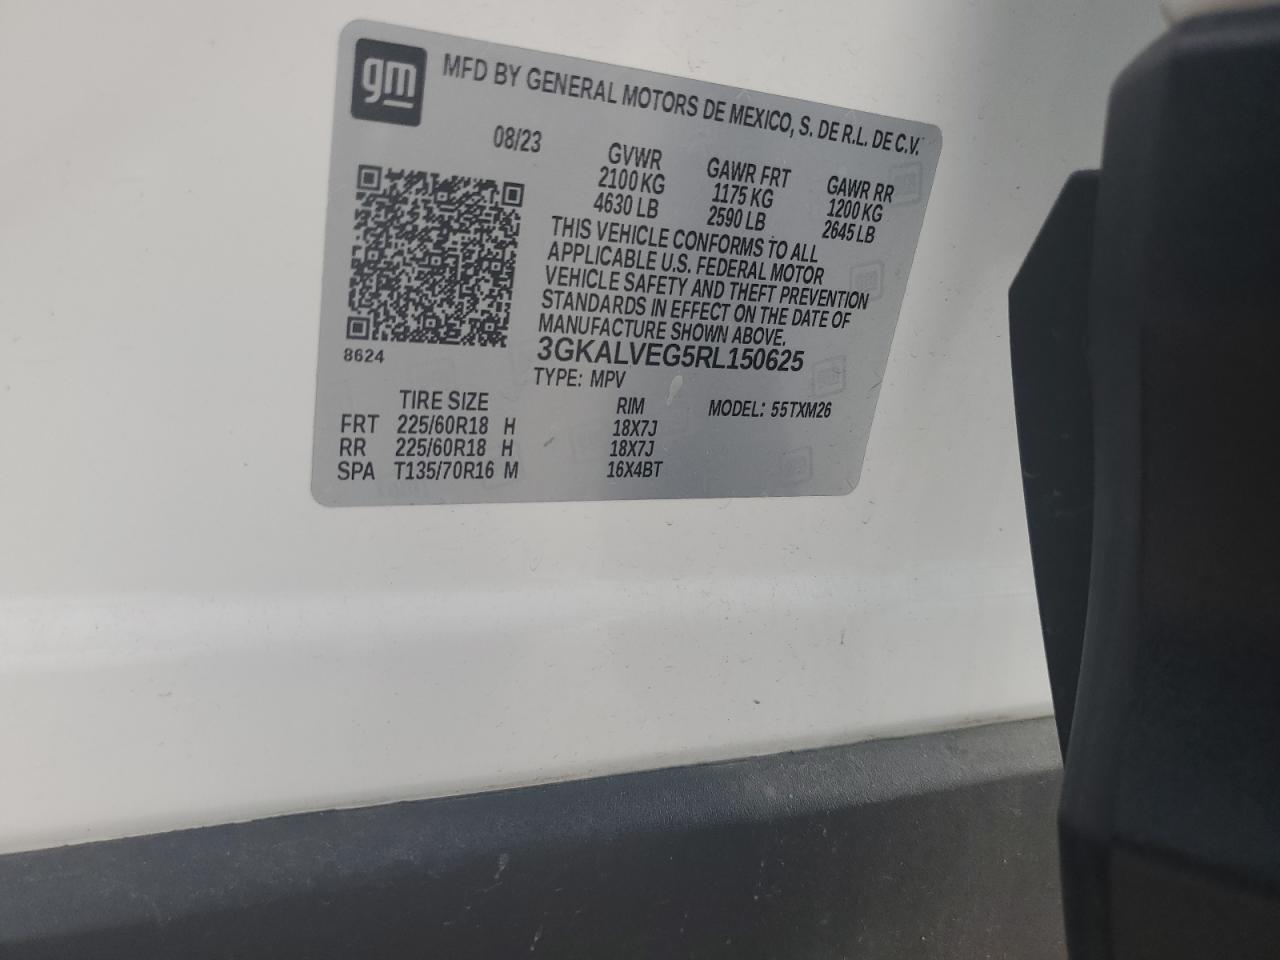 gm
MFD BY GENERAL MOTORS DE MEXICO, S. DE R.L. DE C.V.
08/23
GVWR GAWR FRT GAWR RR
2100 KG 1175 KG 1200 KG
4630 LB 2590 LB 2645 LB
THIS VEHICLE CONFORMS TO ALL
APPLICABLE U.S. FEDERAL MOTOR
VEHICLE SAFETY AND THEFT PREVENTION
STANDARDS IN EFFECT ON THE DATE OF
MANUFACTURE SHOWN ABOVE.
8624
3GKALVEG5RL150625
TYPE: MPV
TIRE SIZE RIM MODEL: 55TXM26
FRT 225/60R18 H 18X7J
RR 225/60R18 H 18X7J
SPA T135/70R16 M 16X4BT